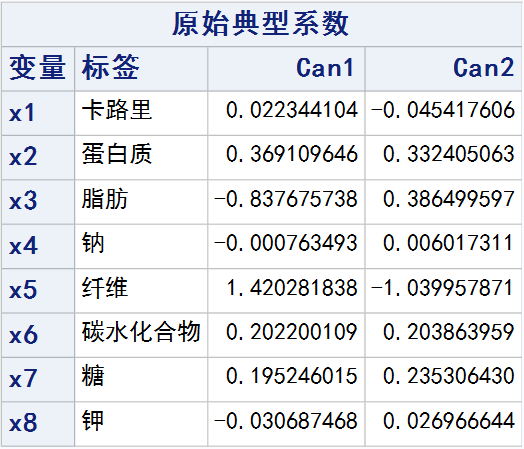 原始典型系数
变量 标签 Can1 Can2
x1 卡路里 0.022344104 -0.045417606
x2 蛋白质 0.369109646 0.332405063
x3 脂肪 -0.837675738 0.386499597
x4 钠 -0.000763493 0.006017311
x5 纤维 1.420281838 -1.039957871
x6 碳水化合物 0.202200109 0.203863959
x7 糖 0.195246015 0.235306430
x8 钾 -0.030687468 0.026966644